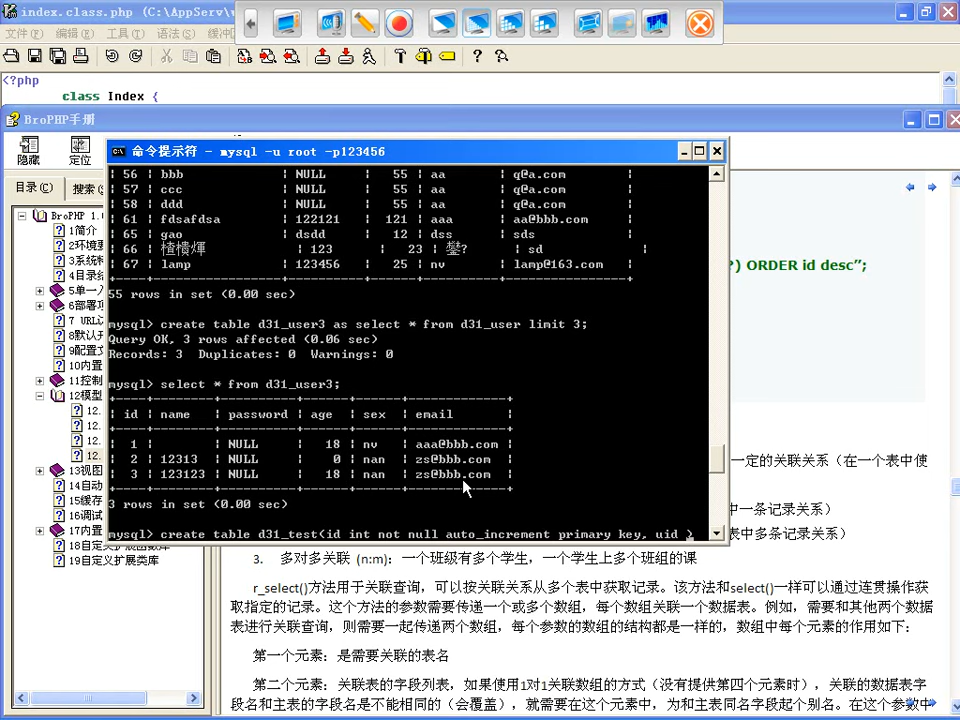 index.class.php (C:\AppServ\w
文件(F) 编辑(E) 工具(T) 语法(S) 缓冲
<?php
class Index {
BroPHP手册
隐藏 定位
目录(C) 搜索(
BroPHP 1.
1简介
2环境要
3系统特
4目录结
5单一入
6部署项
7 URL访
8默认开
9配置文
10内置
11控制
12模型
12.
12.
12.
12.
13视图
14自动
15缓存
16调试
17内置
18自定义扩展类库
19自定义扩展类库
命令提示符 - mysql -u root -p123456
| 56 | bbb | NULL | 55 | aa | q@a.com |
| 57 | ccc | NULL | 55 | aa | q@a.com |
| 58 | ddd | NULL | 55 | aa | q@a.com |
| 61 | fdsafdsa | 122121 | 121 | aaa | aa@bbb.com |
| 65 | gao | dsdd | 12 | dss | sds |
| 66 | | 123 | 23 | ? | sd |
| 67 | lamp | 123456 | 25 | nv | lamp@163.com |
55 rows in set (0.00 sec)
mysql> create table d31_user3 as select * from d31_user limit 3;
Query OK, 3 rows affected (0.06 sec)
Records: 3 Duplicates: 0 Warnings: 0
mysql> select * from d31_user3;
| id | name | password | age | sex | email |
| 1 | | NULL | 18 | nv | aaa@bbb.com |
| 2 | 12313 | NULL | 0 | nan | zs@bbb.com |
| 3 | 123123 | NULL | 18 | nan | zs@bbb.com |
3 rows in set (0.00 sec)
mysql> create table d31_test(id int not null auto_increment primary key, uid )
?) ORDER id desc”;
一定的关联关系（在一个表中使
中一条记录关系）
表中多条记录关系）
3. 多对多关联 (n:m)：一个班级有多个学生，一个学生上多个班组的课
r_select()方法用于关联查询，可以按关联关系从多个表中获取记录。该方法和select()一样可以通过连贯操作获
取指定的记录。这个方法的参数需要传递一个或多个数组，每个数组关联一个数据表。例如，需要和其他两个数据
表进行关联查询，则需要一起传递两个数组，每个参数的数组的结构都是一样的，数组中每个元素的作用如下：
第一个元素：是需要关联的表名
第二个元素：关联表的字段列表，如果使用1对1关联数组的方式（没有提供第四个元素时），关联的数据表字
段名和主表的字段名是不能相同的（会覆盖），就需要在这个元素中，为和主表同名字段起个别名。在这个参数中